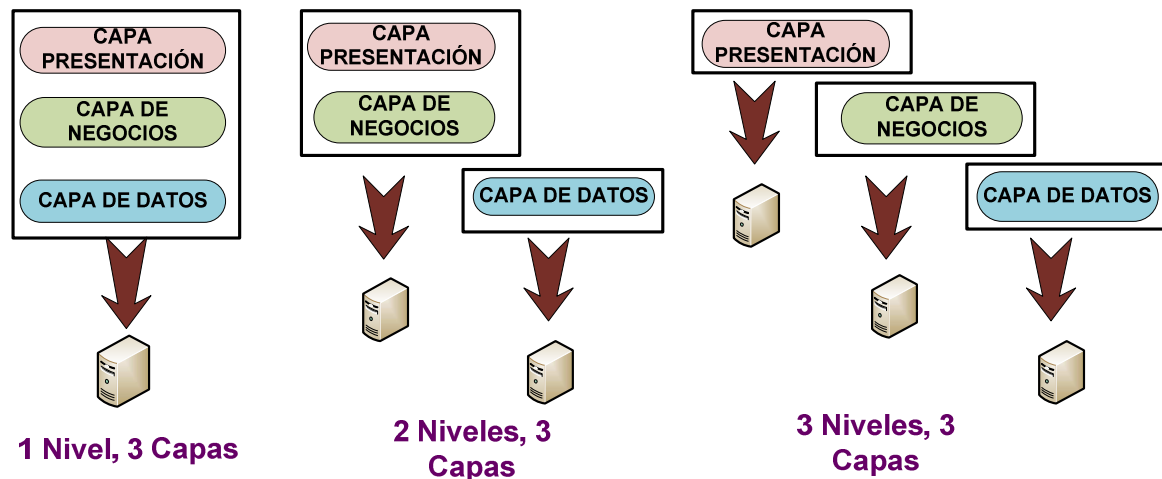 CAPA
PRESENTACIÓN
CAPA DE
NEGOCIOS
CAPA DE DATOS
1 Nivel, 3 Capas
CAPA
PRESENTACIÓN
CAPA DE
NEGOCIOS
CAPA DE DATOS
2 Niveles, 3
Capas
CAPA
PRESENTACIÓN
CAPA DE
NEGOCIOS
CAPA DE DATOS
3 Niveles, 3
Capas